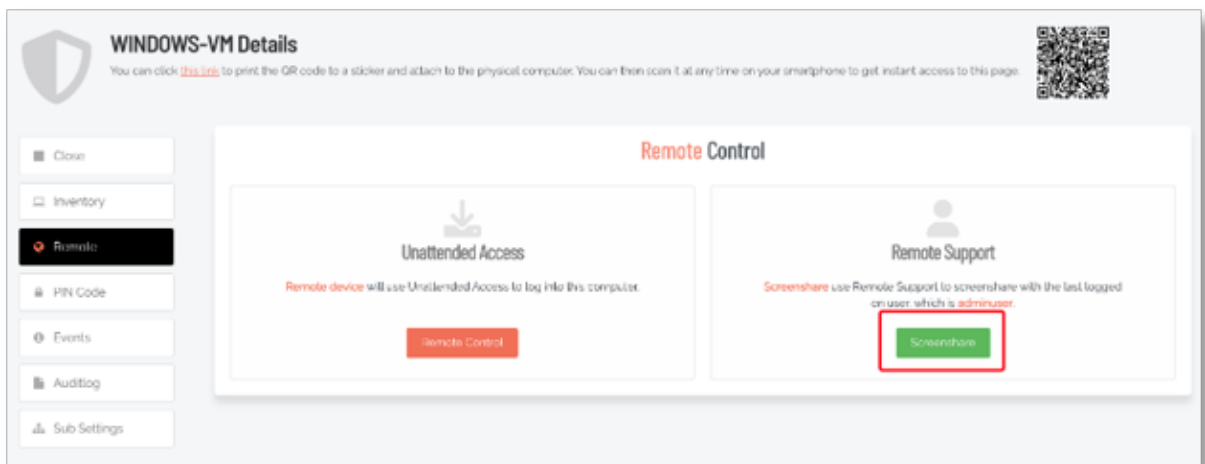 WINDOWS-VM Details
You can click this link to print the QR code to a sticker and attach to the physical computer. You can then scan it at any time on your smartphone to get instant access to this page.
Close
Inventory
Remote
PIN Code
Events
Auditlog
Sub Settings
Remote Control
Unattended Access
Remote device will use Unattended Access to log into this computer.
Remote Control
Remote Support
Screenshare use Remote Support to screenshare with the last logged
on user, which is adminuser.
Screenshare